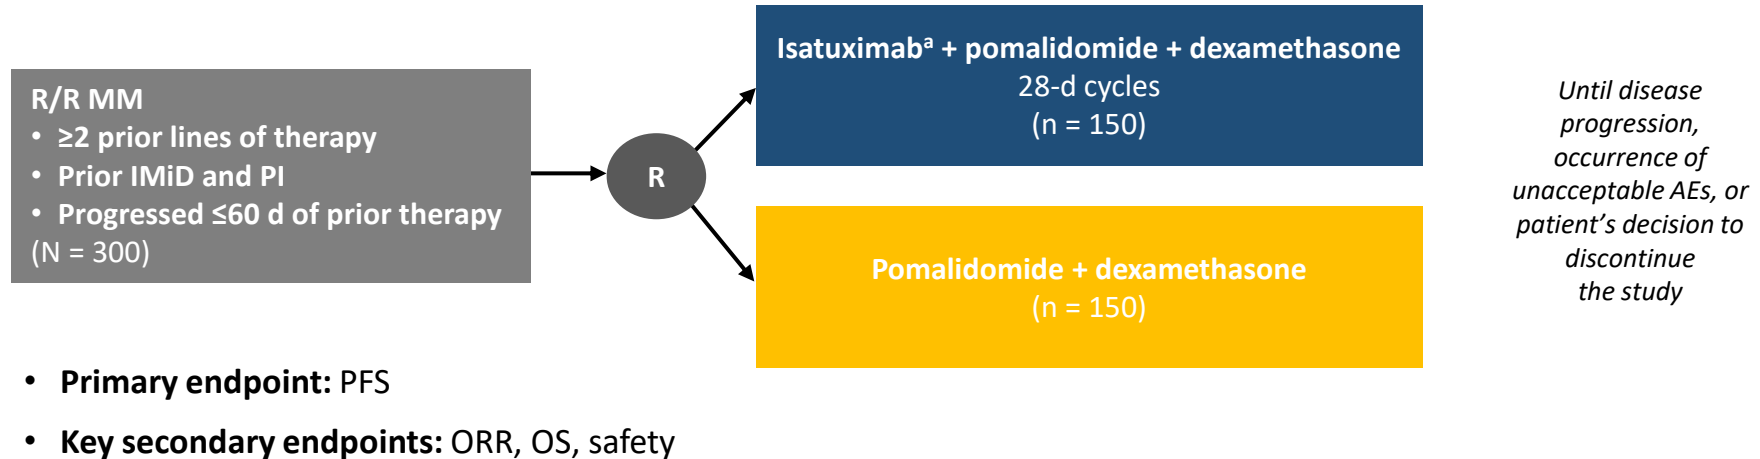 R/R MM
• ≥2 prior lines of therapy
• Prior IMiD and PI
• Progressed ≤60 d of prior therapy
(N = 300)
R
Isatuximabᵃ + pomalidomide + dexamethasone
28-d cycles
(n = 150)
Pomalidomide + dexamethasone
(n = 150)
Until disease
progression,
occurrence of
unacceptable AEs, or
patient’s decision to
discontinue
the study
• Primary endpoint: PFS
• Key secondary endpoints: ORR, OS, safety